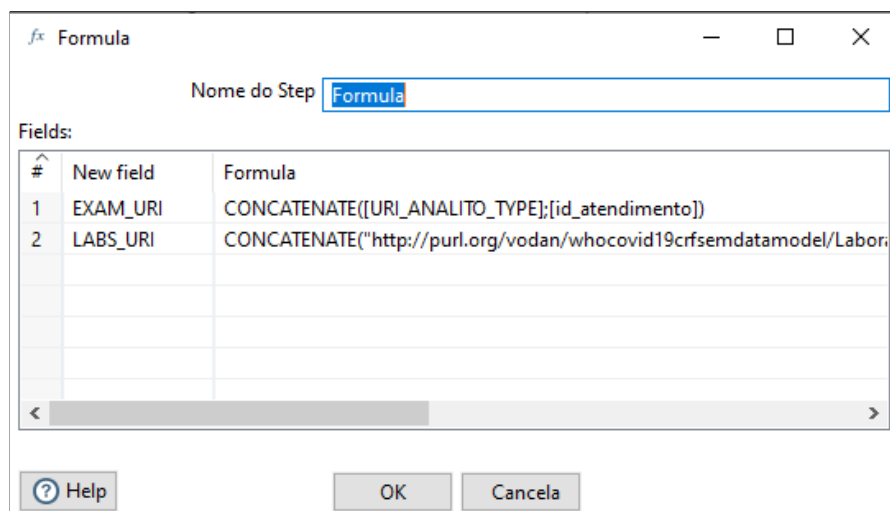 fx Formula
Nome do Step Formula
Fields:
# New field Formula
1 EXAM_URI CONCATENATE([URI_ANALITO_TYPE];[id_atendimento])
2 LABS_URI CONCATENATE("http://purl.org/vodan/whocovid19crfsemdatamodel/Labora
? Help OK Cancela